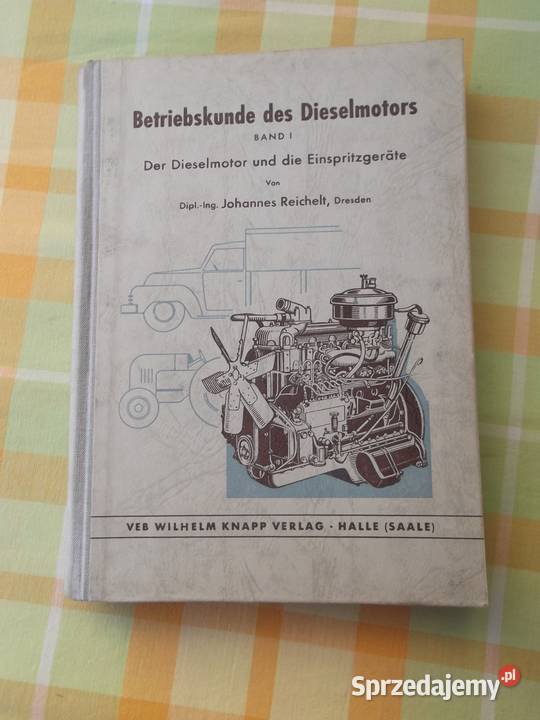 Betriebskunde des Dieselmotors
BAND I
Der Dieselmotor und die Einspritzgeräte
Von
Dipl.-Ing. Johannes Reichelt, Dresden
VEB WILHELM KNAPP VERLAG · HALLE (SAALE)
Sprzedajemy.pl